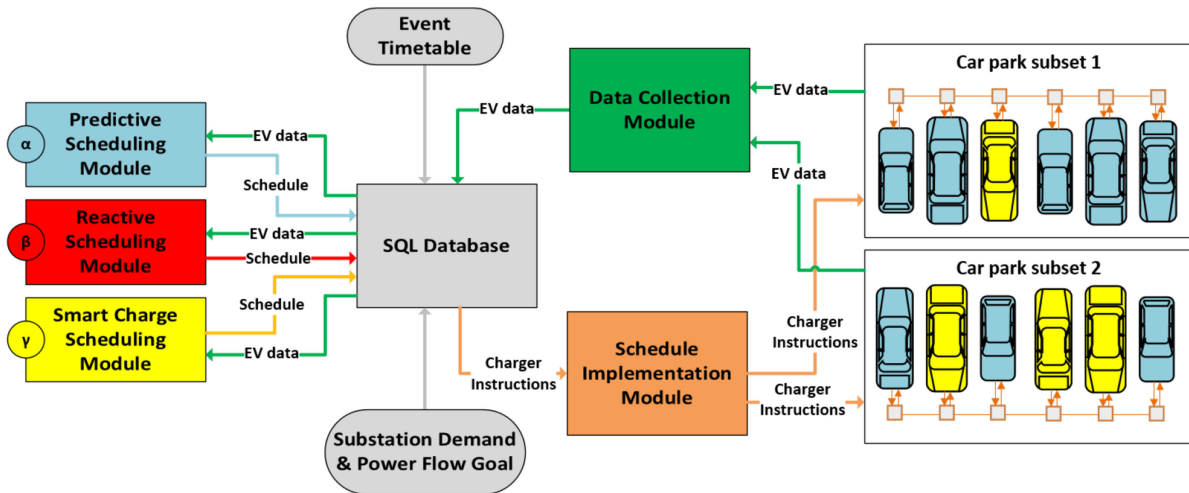 Event
Timetable
Predictive
Scheduling
Module
α
Reactive
Scheduling
Module
β
Smart Charge
Scheduling
Module
γ
EV data
Schedule
EV data
Schedule
Schedule
EV data
SQL Database
EV data
Data Collection
Module
EV data
EV data
Car park subset 1
Car park subset 2
Charger
Instructions
Schedule
Implementation
Module
Charger
Instructions
Charger
Instructions
Substation Demand
& Power Flow Goal